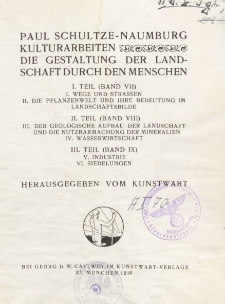 PAUL SCHULTZE-NAUMBURG
KULTURARBEITEN
DIE GESTALTUNG DER LAND-
SCHAFT DURCH DEN MENSCHEN
I. TEIL (BAND VII)
I. WEGE UND STRASSEN
II. DIE PFLANZENWELT UND IHRE BEDEUTUNG IM
LANDSCHAFTSBILDE
II. TEIL (BAND VIII)
III. DER GEOLOGISCHE AUFBAU DER LANDSCHAFT
UND DIE NUTZBARMACHUNG DER MINERALIEN
IV. WASSERWIRTSCHAFT
III. TEIL (BAND IX)
V. INDUSTRIE
VI. SIEDELUNGEN
HERAUSGEGEBEN VOM KUNSTWART
BEI GEORG D. W. CALLWEY IM KUNSTWART-VERLAGE
ZU MÜNCHEN